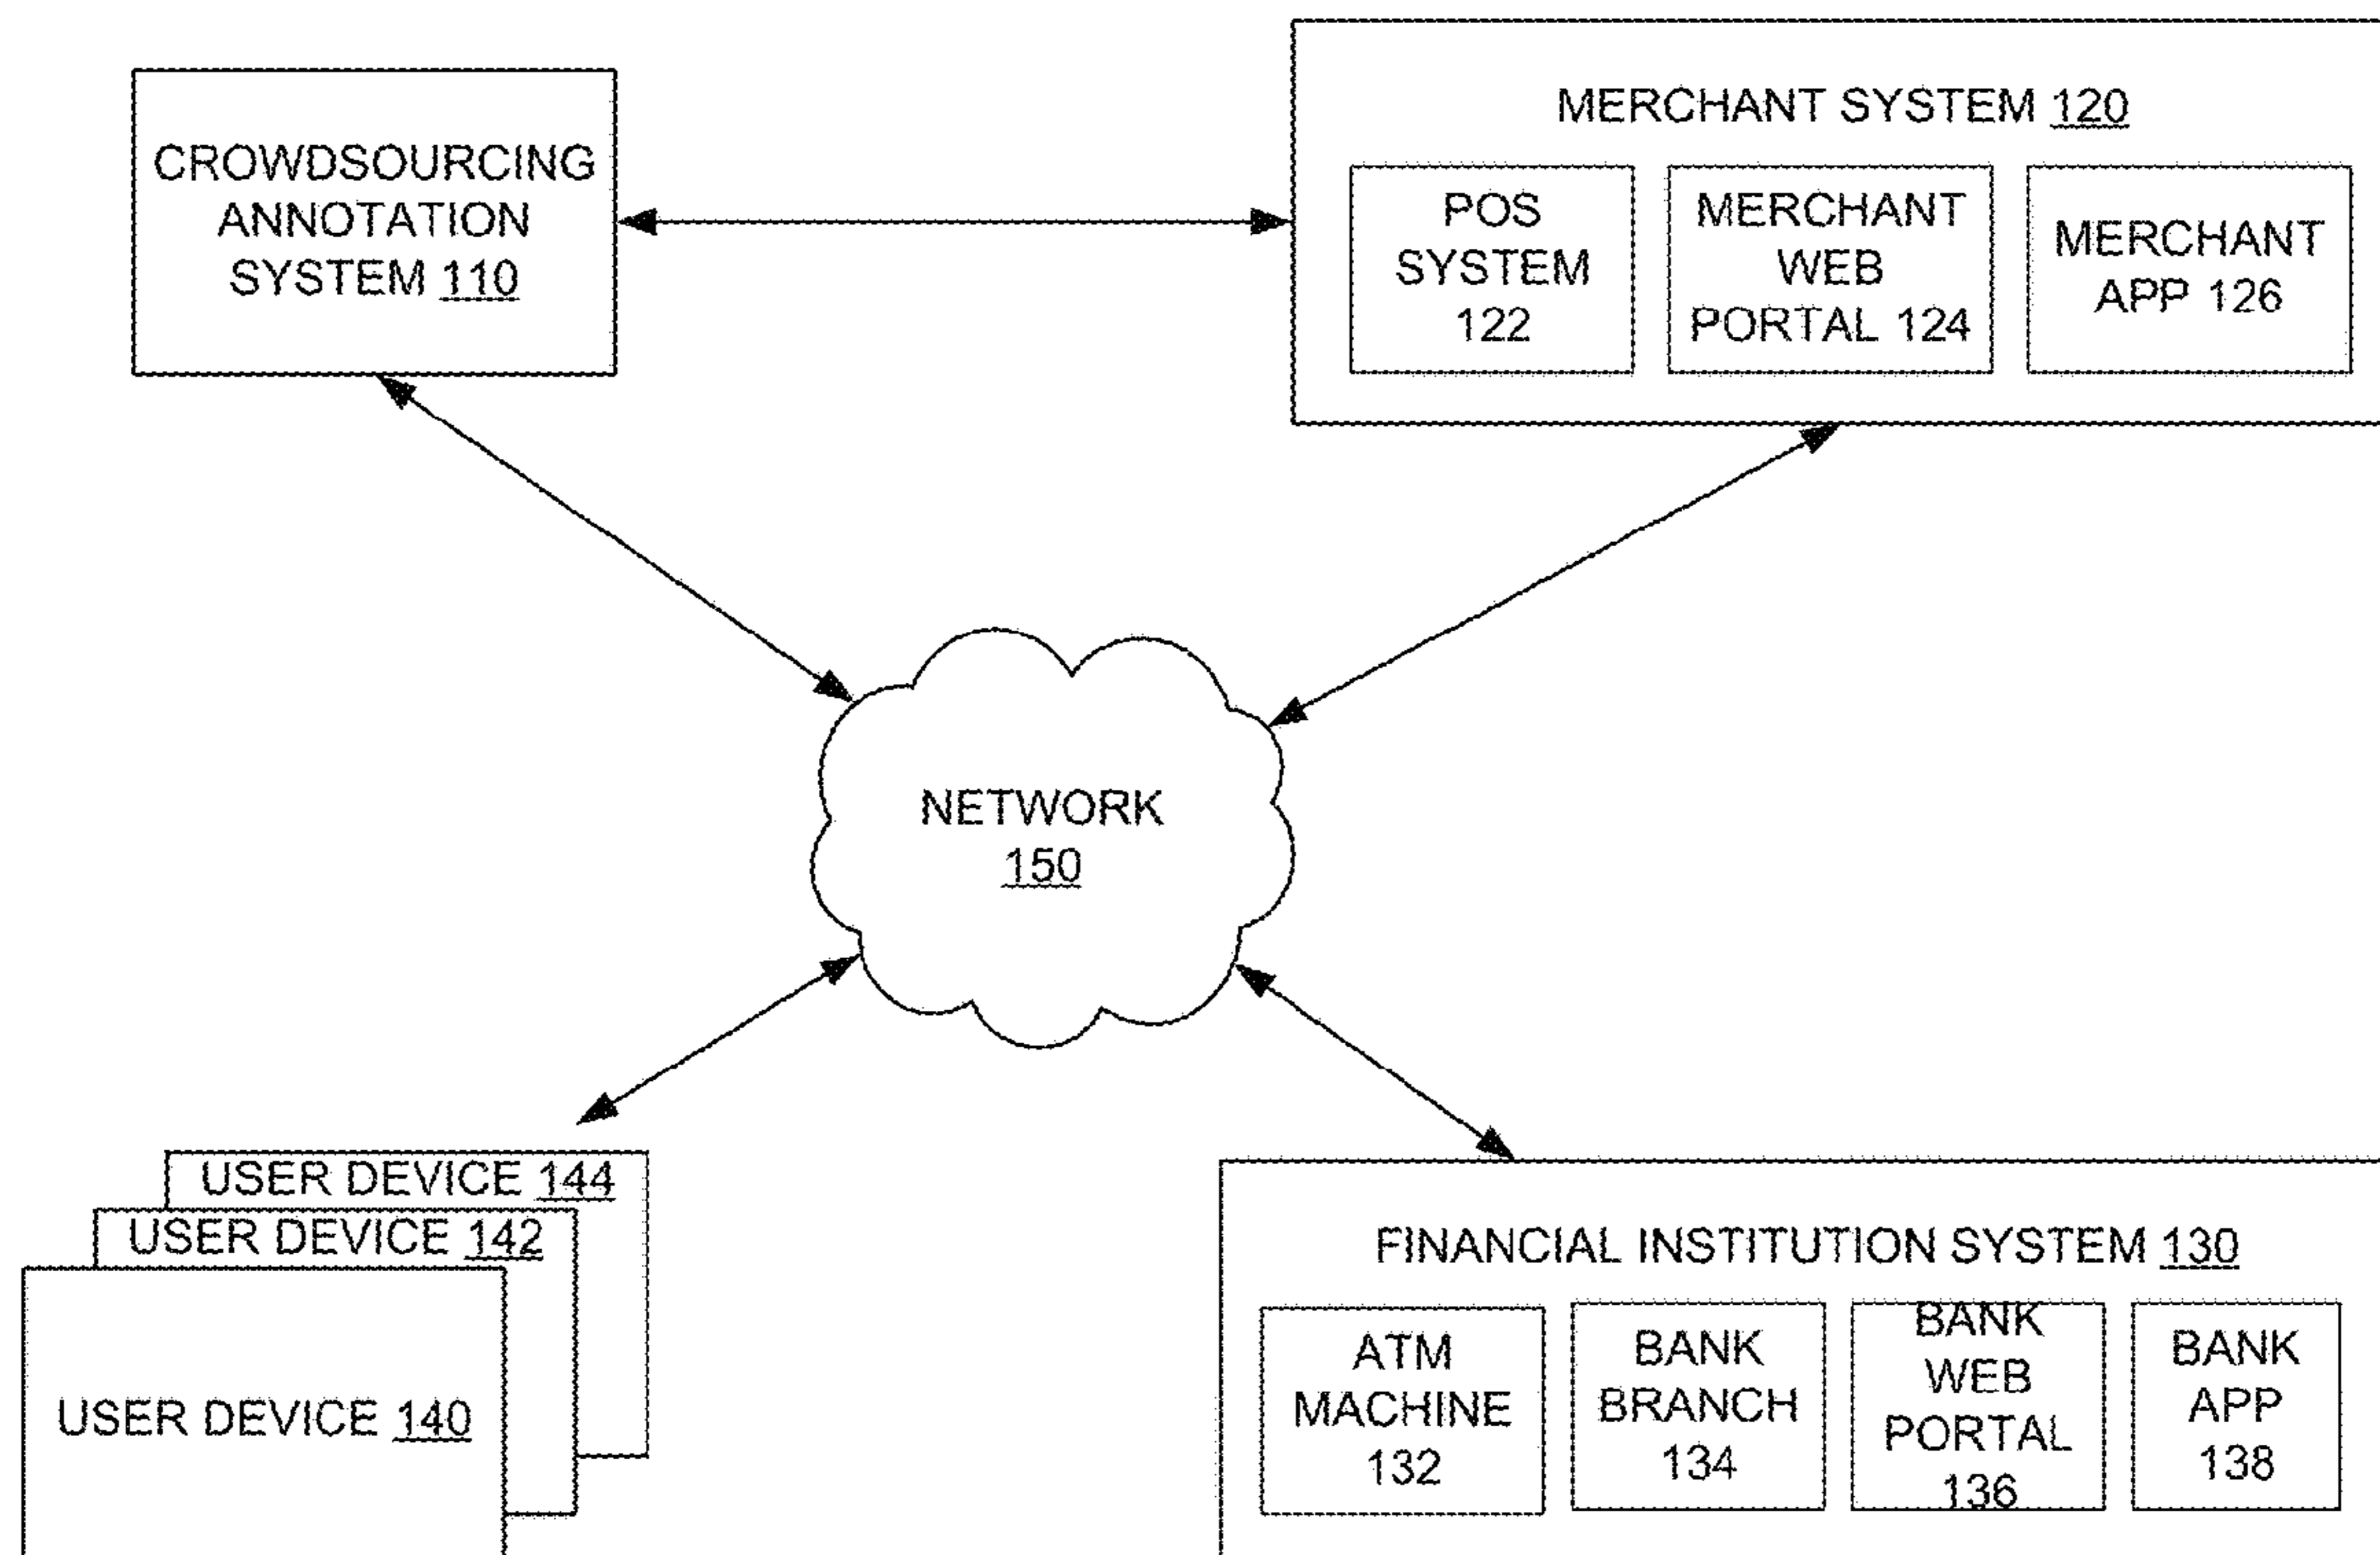 CROWDSOURCING
ANNOTATION
SYSTEM 110
MERCHANT SYSTEM 120
POS
SYSTEM
122
MERCHANT
WEB
PORTAL 124
MERCHANT
APP 126
NETWORK
150
USER DEVICE 144
USER DEVICE 142
USER DEVICE 140
FINANCIAL INSTITUTION SYSTEM 130
ATM
MACHINE
132
BANK
BRANCH
134
BANK
WEB
PORTAL
136
BANK
APP
138